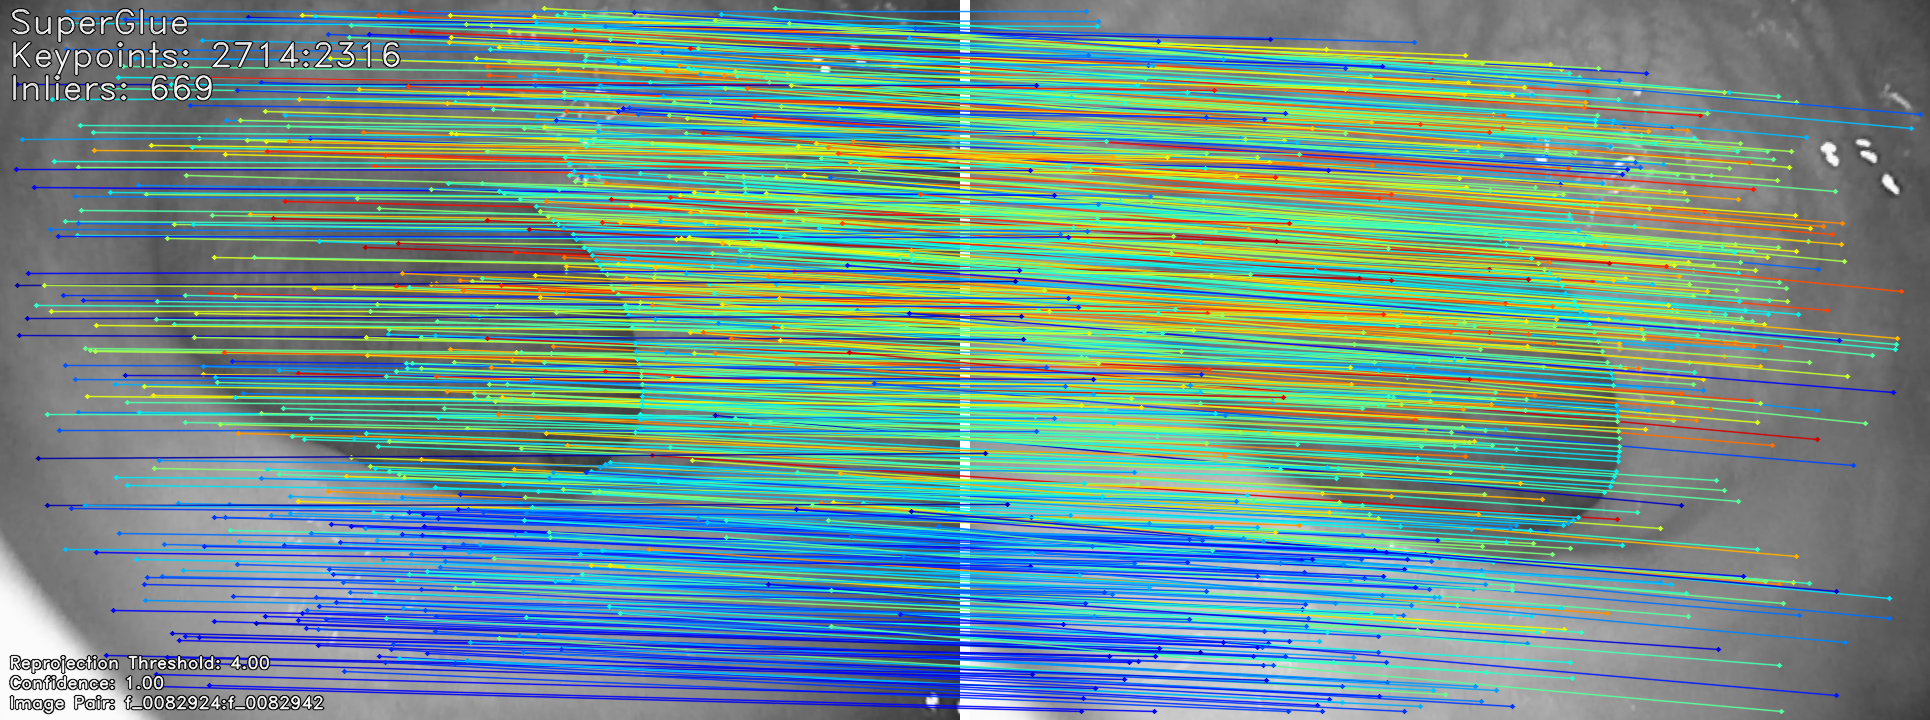 SuperGlue
Keypoints: 2714:2316
Inliers: 669
Reprojection Threshold: 4.00
Confidence: 1.00
Image Pair: f_0082924:f_0082942